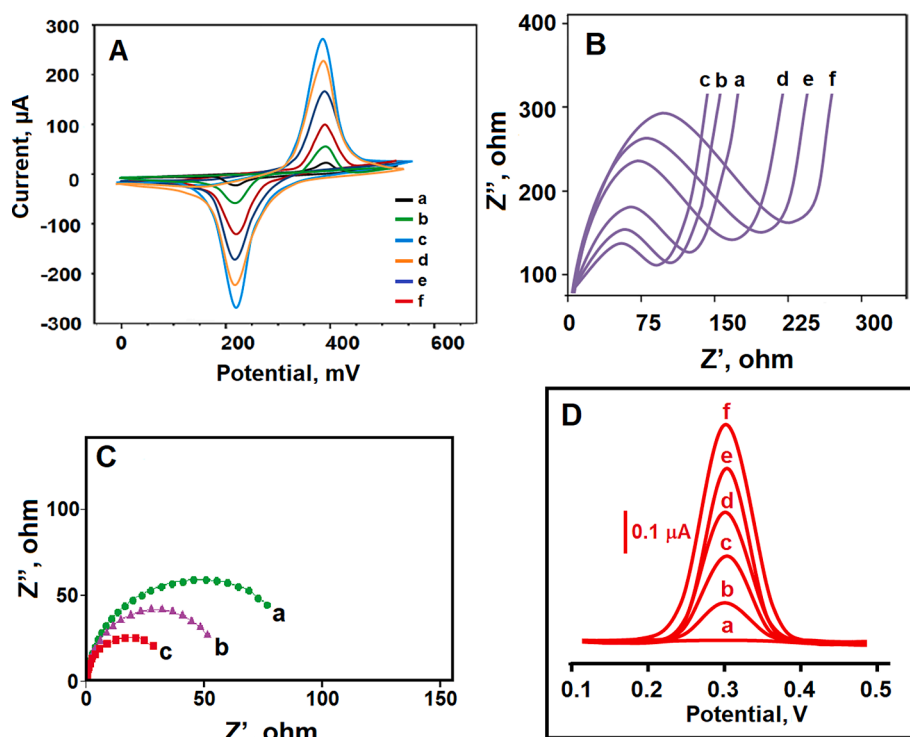 A
300
200
100
0
-100
-200
-300
Current, µA
0
200
400
600
Potential, mV
a
b
c
d
e
f
B
400
300
200
100
Z”, ohm
c b a d e f
0
75
150
225
300
Z’, ohm
C
100
50
0
Z”, ohm
a
b
c
0
50
100
150
Z’, ohm
D
f
e
d
c
b
a
0.1 µA
0.1
0.2
0.3
0.4
0.5
Potential, V